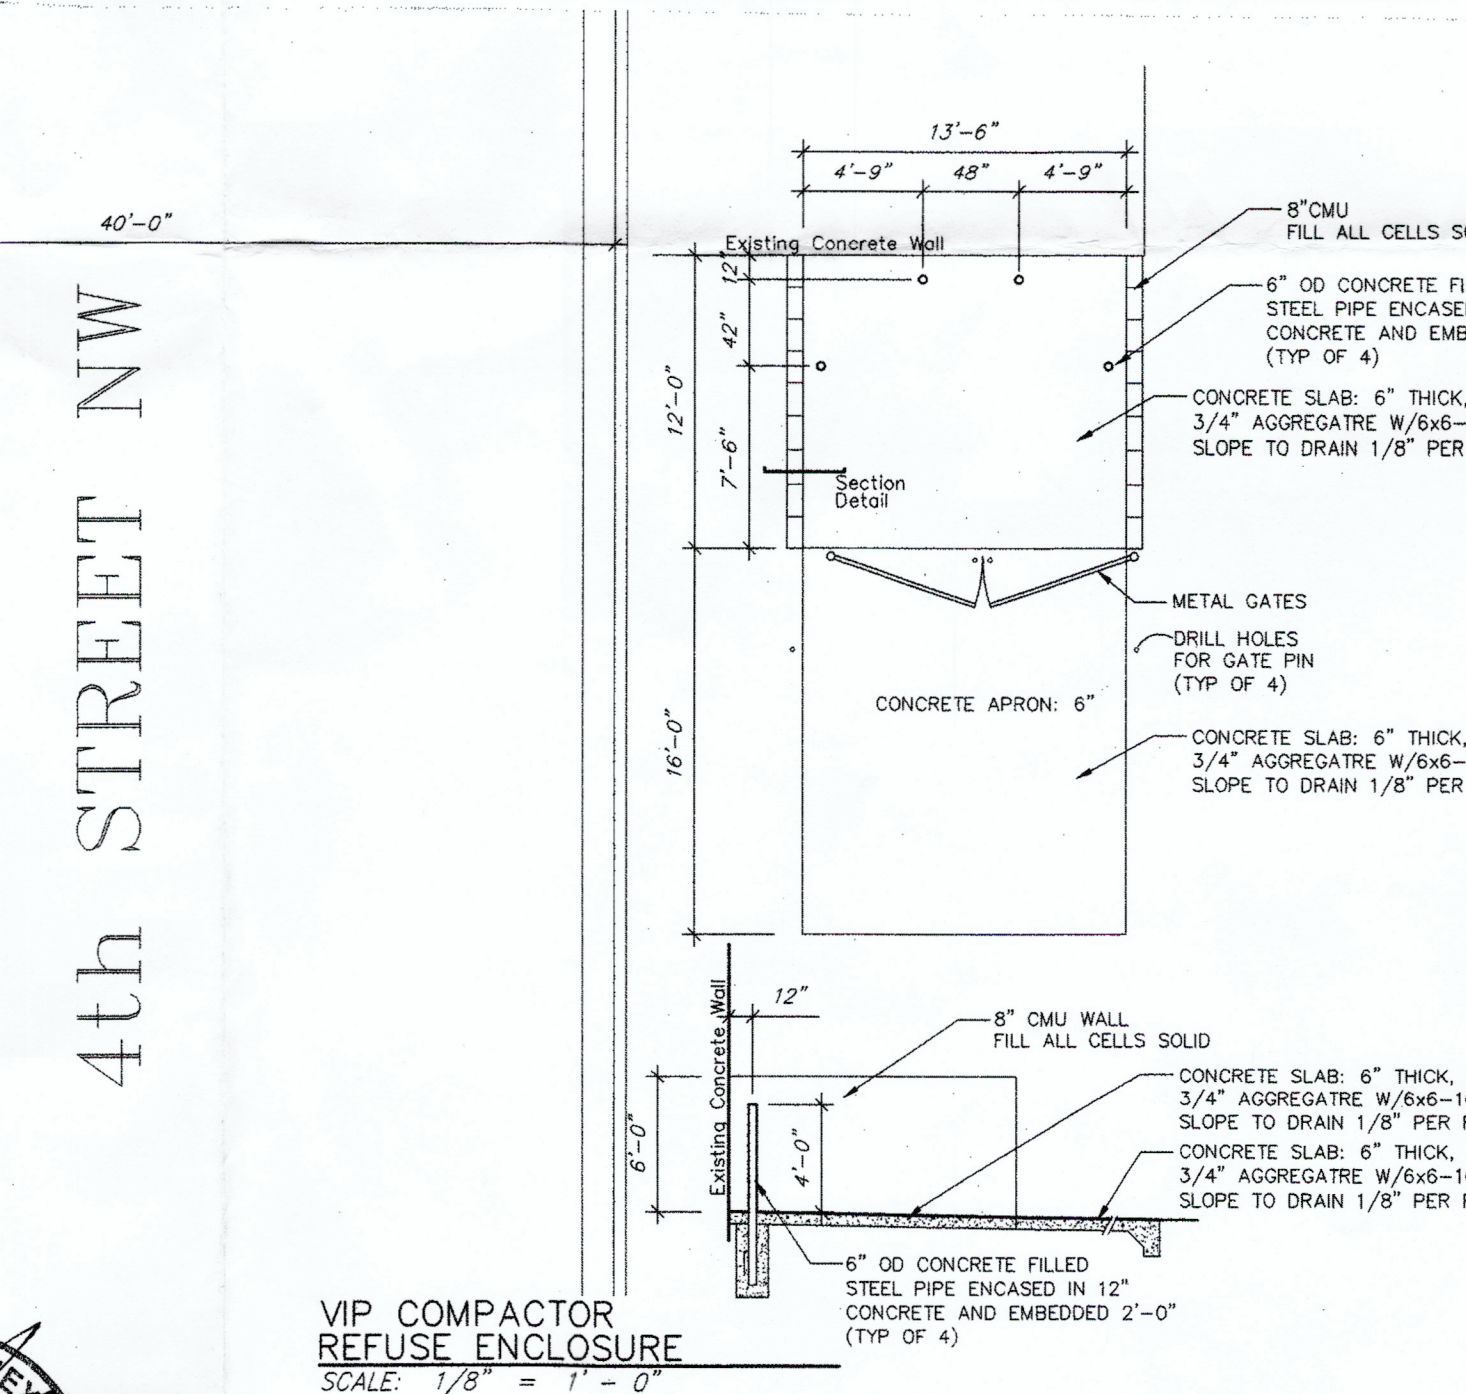 40'-0"
4th STREET NW
13'-6"
4'-9" 48" 4'-9"
Existing Concrete Wall
12"
42"
7'-6"
12'-0"
16'-0"
8"CMU
FILL ALL CELLS
6" OD CONCRETE
STEEL PIPE
CONCRETE AND
(TYP OF 4)
CONCRETE SLAB: 6" THICK,
3/4" AGGREGATRE W/6x6-
SLOPE TO DRAIN 1/8" PER
Section
Detail
METAL GATES
DRILL HOLES
FOR GATE PIN
(TYP OF 4)
CONCRETE APRON: 6"
CONCRETE SLAB: 6" THICK,
3/4" AGGREGATRE W/6x6-
SLOPE TO DRAIN 1/8" PER
Existing Concrete Wall
12"
6'-0"
4'-0"
8" CMU WALL
FILL ALL CELLS SOLID
CONCRETE SLAB: 6" THICK,
3/4" AGGREGATRE W/6x6-1
SLOPE TO DRAIN 1/8" PER
CONCRETE SLAB: 6" THICK,
3/4" AGGREGATRE W/6x6-1
SLOPE TO DRAIN 1/8" PER
6" OD CONCRETE FILLED
STEEL PIPE ENCASED IN 12"
CONCRETE AND EMBEDDED 2'-0"
(TYP OF 4)
VIP COMPACTOR
REFUSE ENCLOSURE
SCALE: 1/8" = 1' - 0"